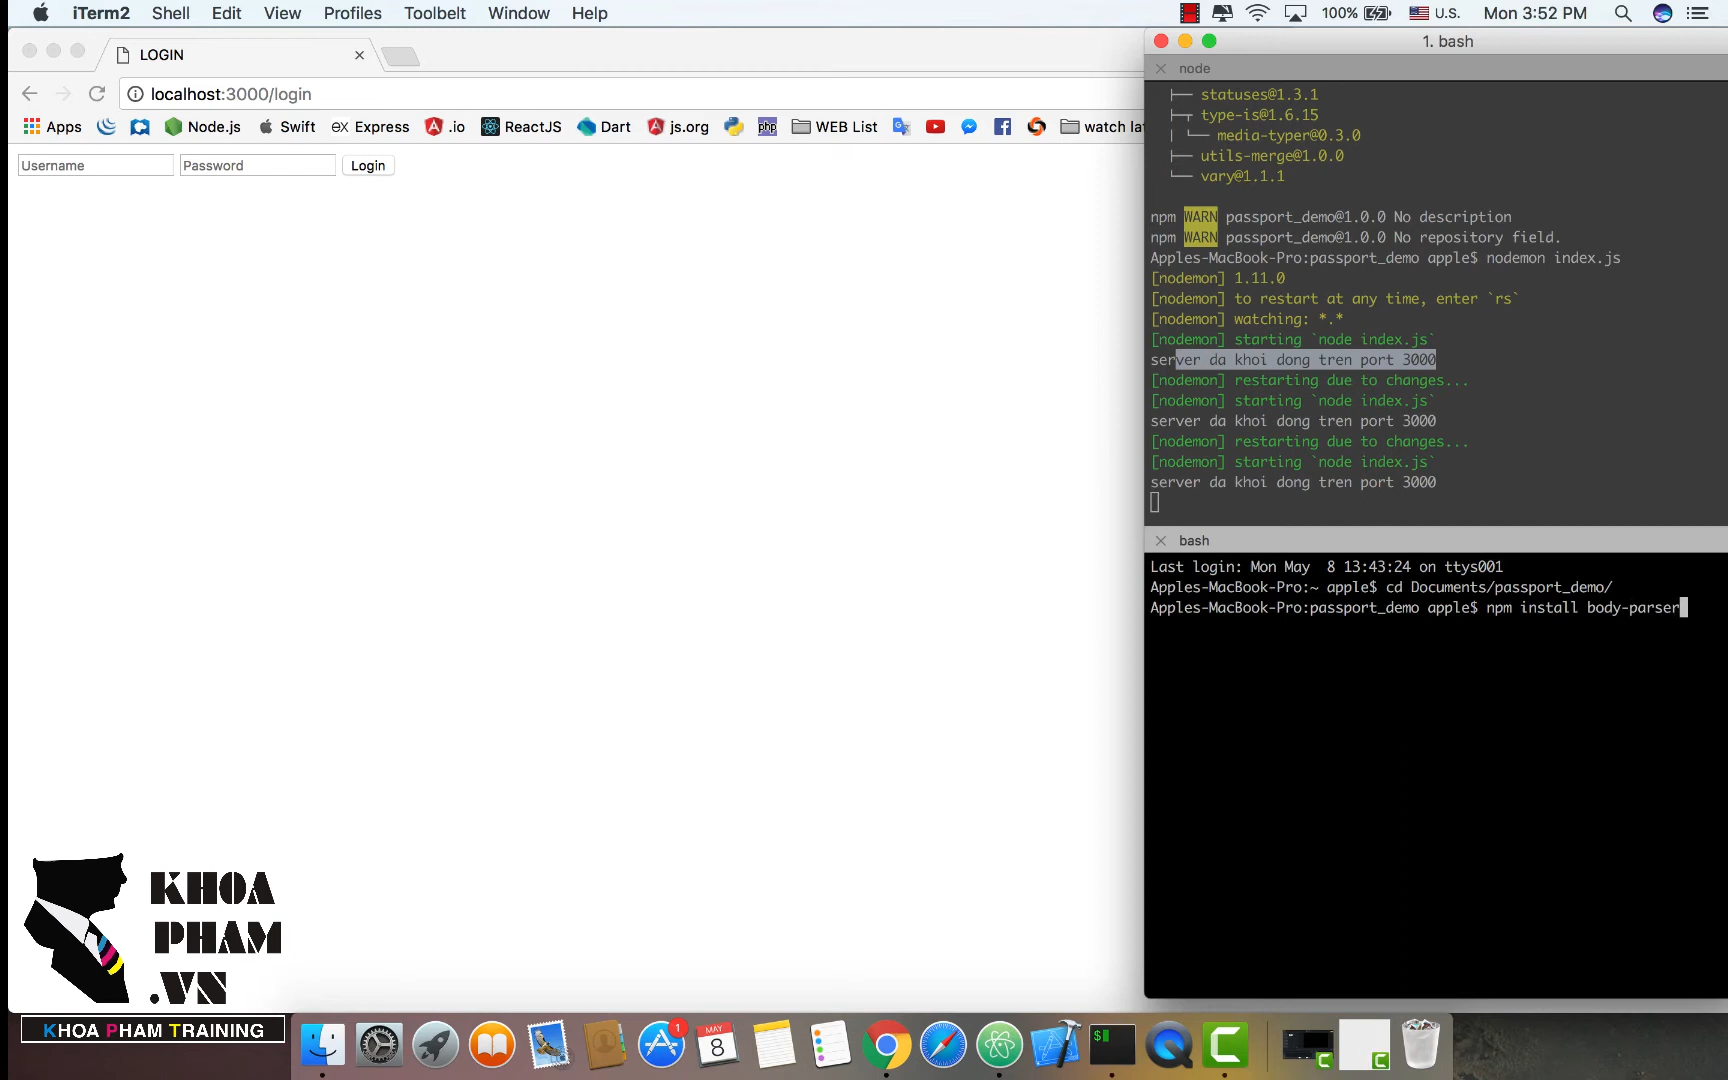 iTerm2 Shell Edit View Profiles Toolbelt Window Help 100% U.S. Mon 3:52 PM
LOGIN
localhost:3000/login
Apps Node.js Swift ex Express .io ReactJS Dart js.org php WEB List watch lat
Username Password Login
1. bash
node
├── statuses@1.3.1
├─┬ type-is@1.6.15
│ └── media-typer@0.3.0
├── utils-merge@1.0.0
└── vary@1.1.1
npm WARN passport_demo@1.0.0 No description
npm WARN passport_demo@1.0.0 No repository field.
Apples-MacBook-Pro:passport_demo apple$ nodemon index.js
[nodemon] 1.11.0
[nodemon] to restart at any time, enter `rs`
[nodemon] watching: *.*
[nodemon] starting `node index.js`
server da khoi dong tren port 3000
[nodemon] restarting due to changes...
[nodemon] starting `node index.js`
server da khoi dong tren port 3000
[nodemon] restarting due to changes...
[nodemon] starting `node index.js`
server da khoi dong tren port 3000
bash
Last login: Mon May  8 13:43:24 on ttys001
Apples-MacBook-Pro:~ apple$ cd Documents/passport_demo/
Apples-MacBook-Pro:passport_demo apple$ npm install body-parser
KHOA
PHAM
.VN
KHOA PHAM TRAINING
1
MAY
8
$